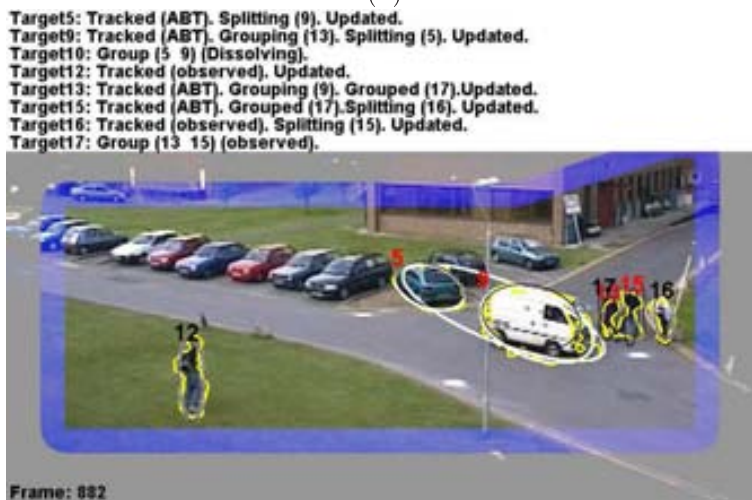 Target5: Tracked (ABT). Splitting (9). Updated.
Target9: Tracked (ABT). Grouping (13). Splitting (5). Updated.
Target10: Group (5 9) (Dissolving).
Target12: Tracked (observed). Updated.
Target13: Tracked (ABT). Grouping (9). Grouped (17).Updated.
Target15: Tracked (ABT). Grouped (17).Splitting (16). Updated.
Target16: Tracked (observed). Splitting (15). Updated.
Target17: Group (13 15) (observed).
5
9
17 15 16
12
Frame: 882